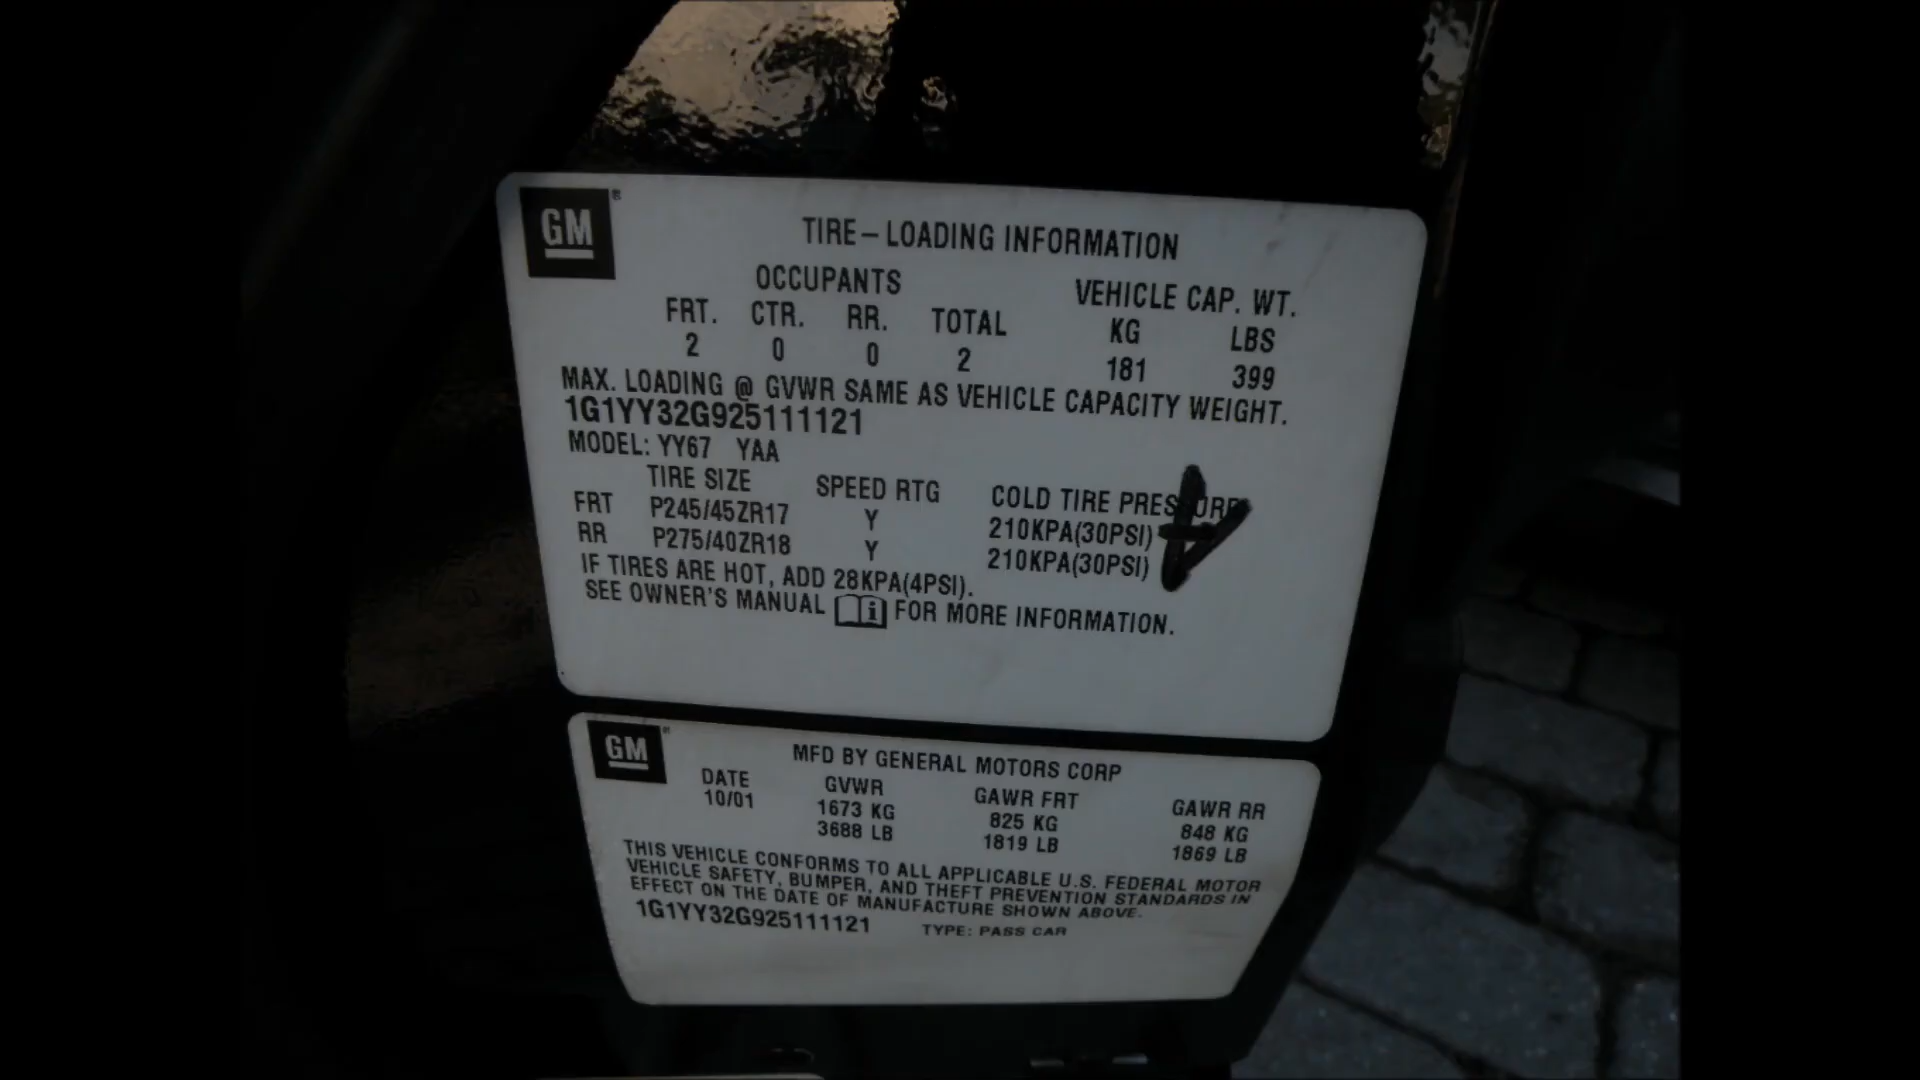 GM
TIRE–LOADING INFORMATION
OCCUPANTS VEHICLE CAP. WT.
FRT. CTR. RR. TOTAL KG LBS
2 0 0 2 181 399
MAX. LOADING @ GVWR SAME AS VEHICLE CAPACITY WEIGHT.
1G1YY32G925111121
MODEL: YY67 YAA
TIRE SIZE SPEED RTG COLD TIRE PRESSURE
FRT P245/45ZR17 Y 210KPA(30PSI)
RR P275/40ZR18 Y 210KPA(30PSI)
IF TIRES ARE HOT, ADD 28KPA(4PSI).
SEE OWNER'S MANUAL FOR MORE INFORMATION.
GM
MFD BY GENERAL MOTORS CORP
DATE GVWR GAWR FRT GAWR RR
10/01 1673 KG 825 KG 848 KG
3688 LB 1819 LB 1869 LB
THIS VEHICLE CONFORMS TO ALL APPLICABLE U.S. FEDERAL MOTOR
VEHICLE SAFETY, BUMPER, AND THEFT PREVENTION STANDARDS IN
EFFECT ON THE DATE OF MANUFACTURE SHOWN ABOVE.
1G1YY32G925111121 TYPE: PASS CAR